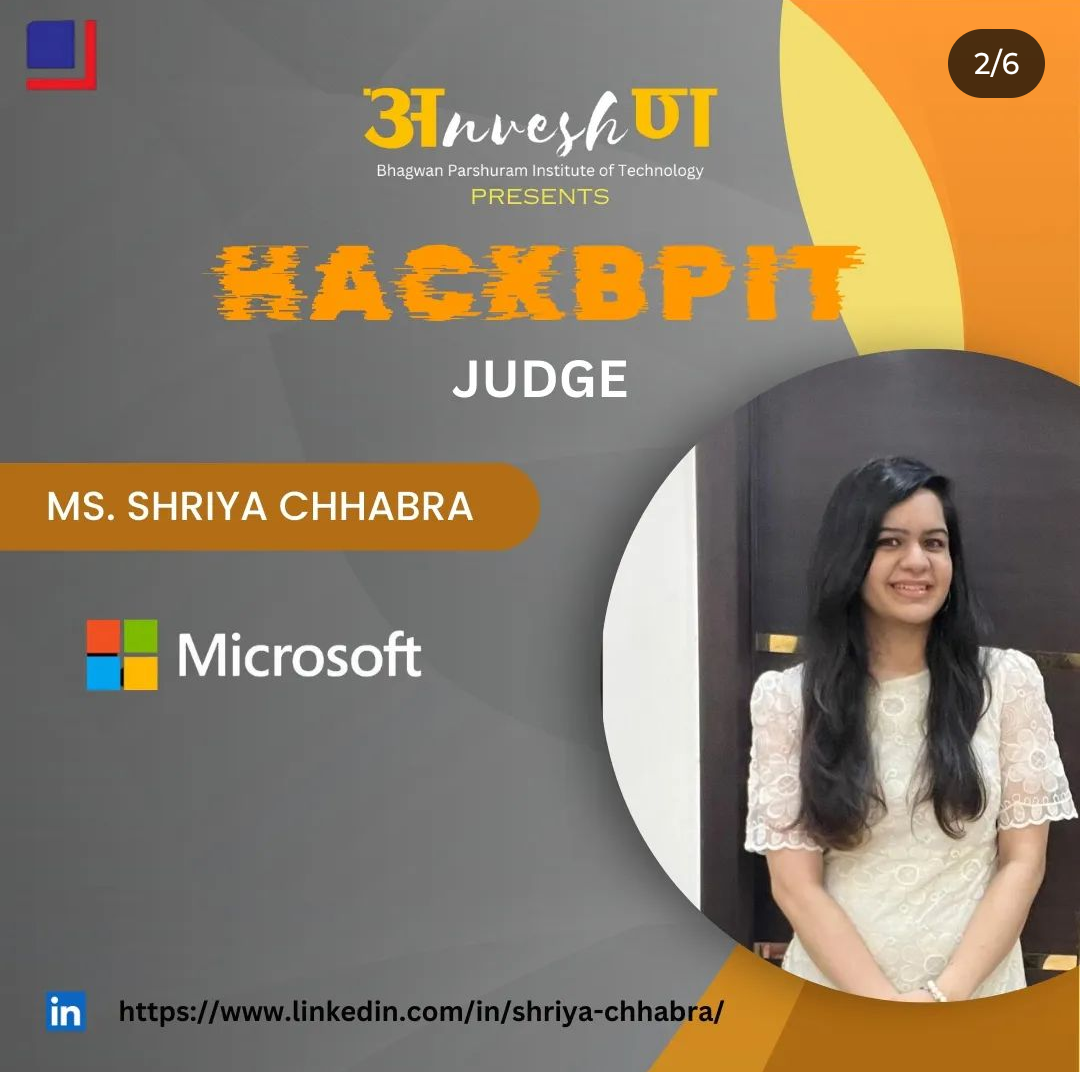 2/6
अnveshण
Bhagwan Parshuram Institute of Technology
PRESENTS
HACKBPIT
JUDGE
MS. SHRIYA CHHABRA
Microsoft
in https://www.linkedin.com/in/shriya-chhabra/